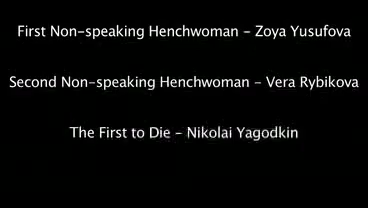 First Non-speaking Henchwoman – Zoya Yusufova
Second Non-speaking Henchwoman – Vera Rybikova
The First to Die – Nikolai Yagodkin